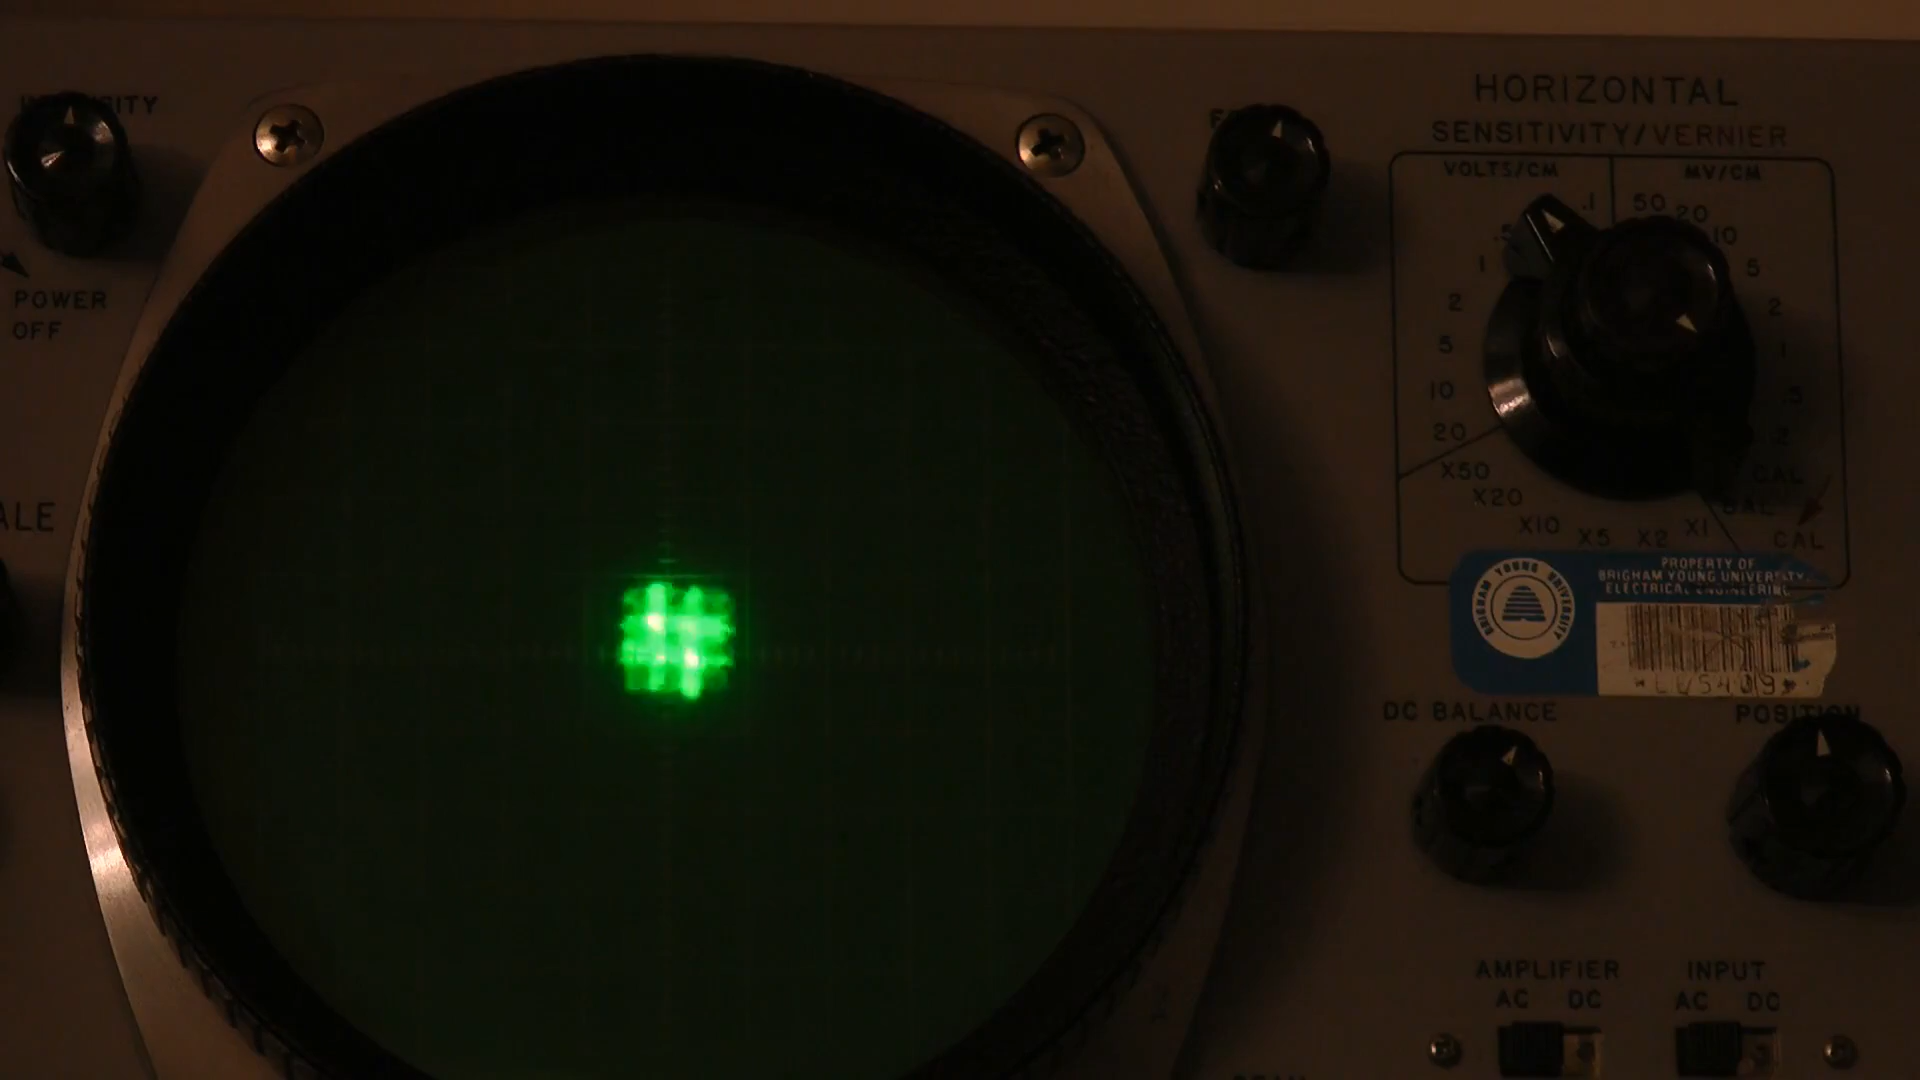 POWER
OFF
ALE
HORIZONTAL
SENSITIVITY/VERNIER
VOLTS/CM
MV/CM
.1
50
20
.5
10
1
5
2
2
5
1
10
.5
20
.2
X50
CAL
X20
BAL
X10
X5
X2
X1
CAL
PROPERTY OF
BRIGHAM YOUNG UNIVERSITY
ELECTRICAL ENGINEERING
BRIGHAM YOUNG UNIVERSITY
DC BALANCE
POSITION
AMPLIFIER
INPUT
AC DC
AC DC